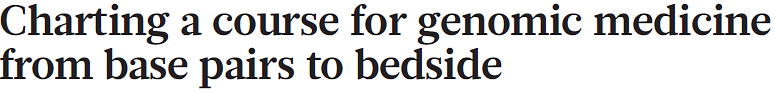 Charting a course for genomic medicine
from base pairs to bedside